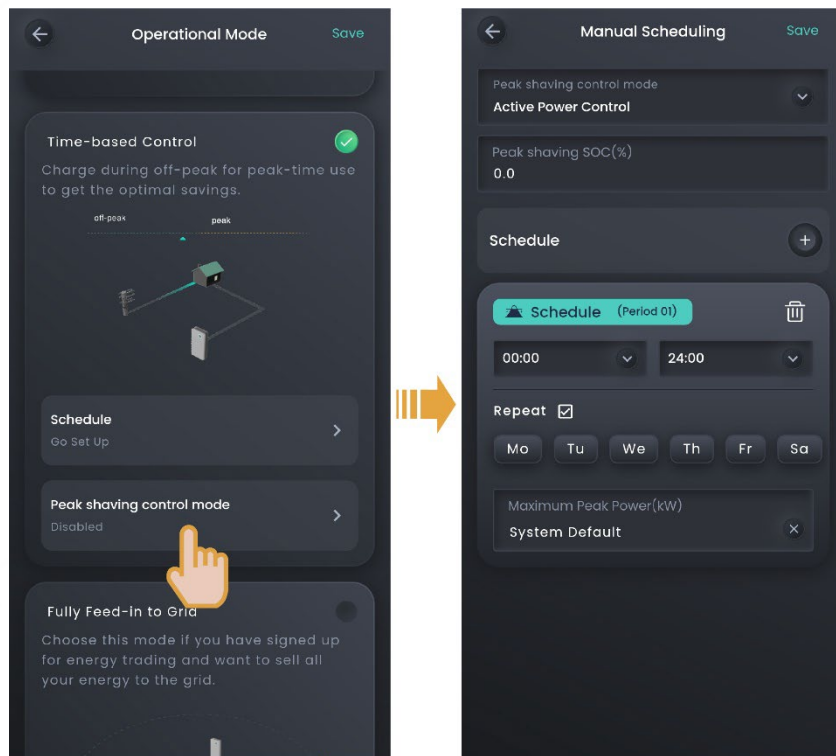 Operational Mode
Save
Time-based Control
Charge during off-peak for peak-time use
to get the optimal savings.
off-peak
peak
Schedule
Go Set Up
Peak shaving control mode
Disabled
Fully Feed-in to Grid
Choose this mode if you have signed up
for energy trading and want to sell all
your energy to the grid.
Manual Scheduling
Save
Peak shaving control mode
Active Power Control
Peak shaving SOC(%)
0.0
Schedule
Schedule (Period 01)
00:00
24:00
Repeat
Mo Tu We Th Fr Sa
Maximum Peak Power(kW)
System Default